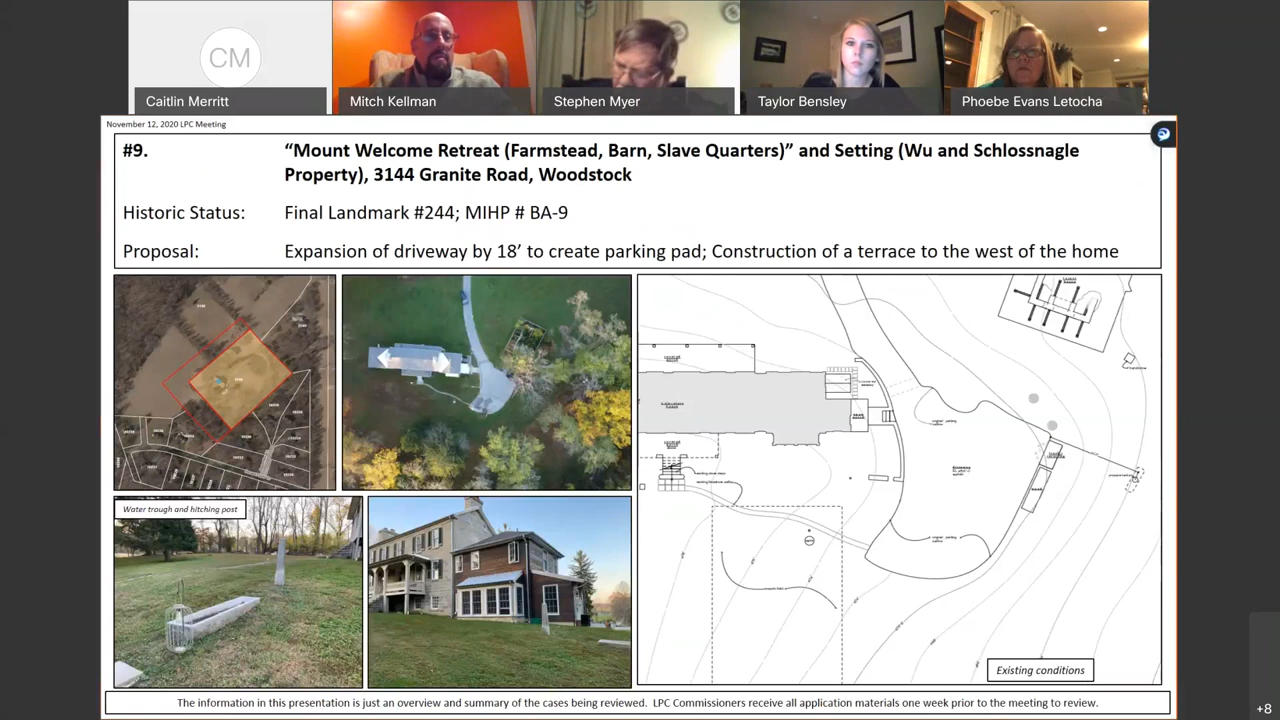 CM
Caitlin Merritt
Mitch Kellman
Stephen Myer
Taylor Bensley
Phoebe Evans Letocha
November 12, 2020 LPC Meeting
#9. "Mount Welcome Retreat (Farmstead, Barn, Slave Quarters)" and Setting (Wu and Schlossnagle
Property), 3144 Granite Road, Woodstock
Historic Status: Final Landmark #244; MIHP # BA-9
Proposal: Expansion of driveway by 18' to create parking pad; Construction of a terrace to the west of the home
Water trough and hitching post
Existing conditions
The information in this presentation is just an overview and summary of the cases being reviewed. LPC Commissioners receive all application materials one week prior to the meeting to review.
+8